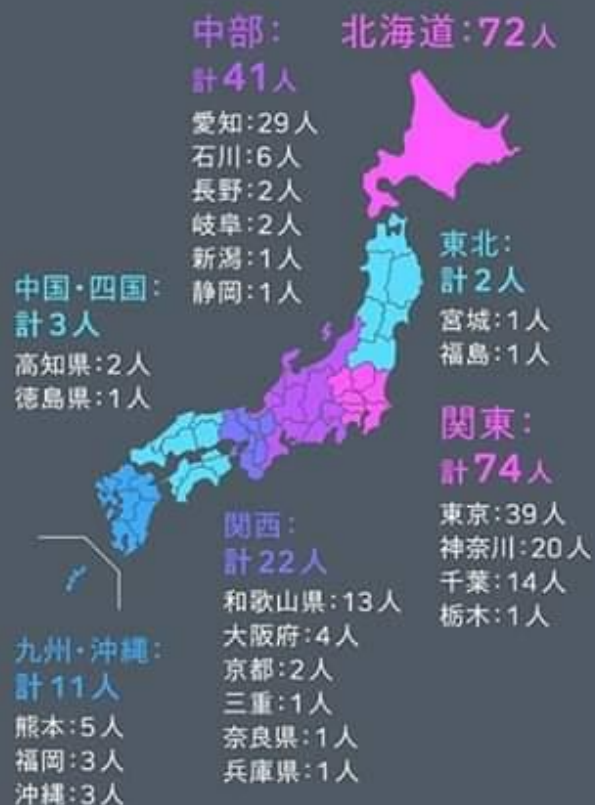 中部:
計41人
愛知:29人
石川:6人
長野:2人
岐阜:2人
新潟:1人
静岡:1人
北海道:72人
東北:
計2人
宮城:1人
福島:1人
中国・四国:
計3人
高知県:2人
徳島県:1人
関東:
計74人
東京:39人
神奈川:20人
千葉:14人
栃木:1人
関西:
計22人
和歌山県:13人
大阪府:4人
京都:2人
三重:1人
奈良県:1人
兵庫県:1人
九州・沖縄:
計11人
熊本:5人
福岡:3人
沖縄:3人